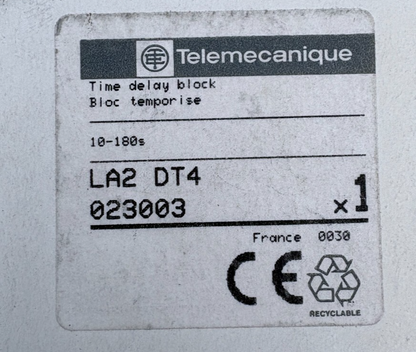 Telemecanique
Time delay block
Bloc temporise
10-180s
LA2 DT4
023003 x1
France 0030
CE
RECYCLABLE